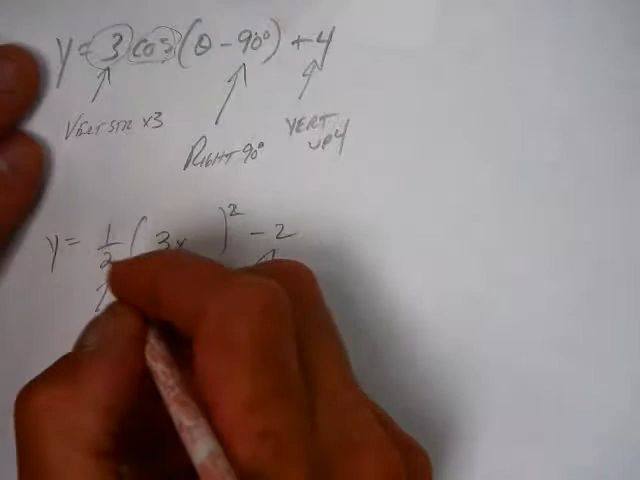 y = 3 cos (θ - 90°) + 4
VERT STR x3
RIGHT 90°
VERT UP 4
y = 1/2 ( 3x )² - 2